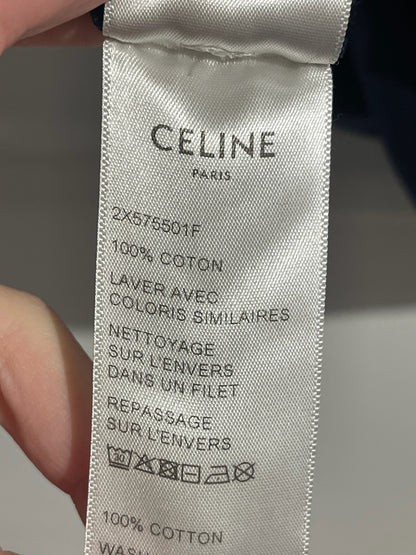 CELINE
PARIS
2X575501F
100% COTON
LAVER AVEC
COLORIS SIMILAIRES
NETTOYAGE
SUR L'ENVERS
DANS UN FILET
REPASSAGE
SUR L'ENVERS
30
100% COTTON